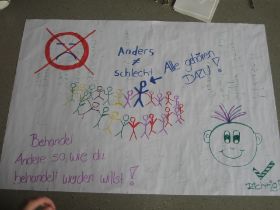 Anders
≠
schlecht
Alle gehören
DAZU!
Behandel
Andere so, wie du
behandelt werden willst!